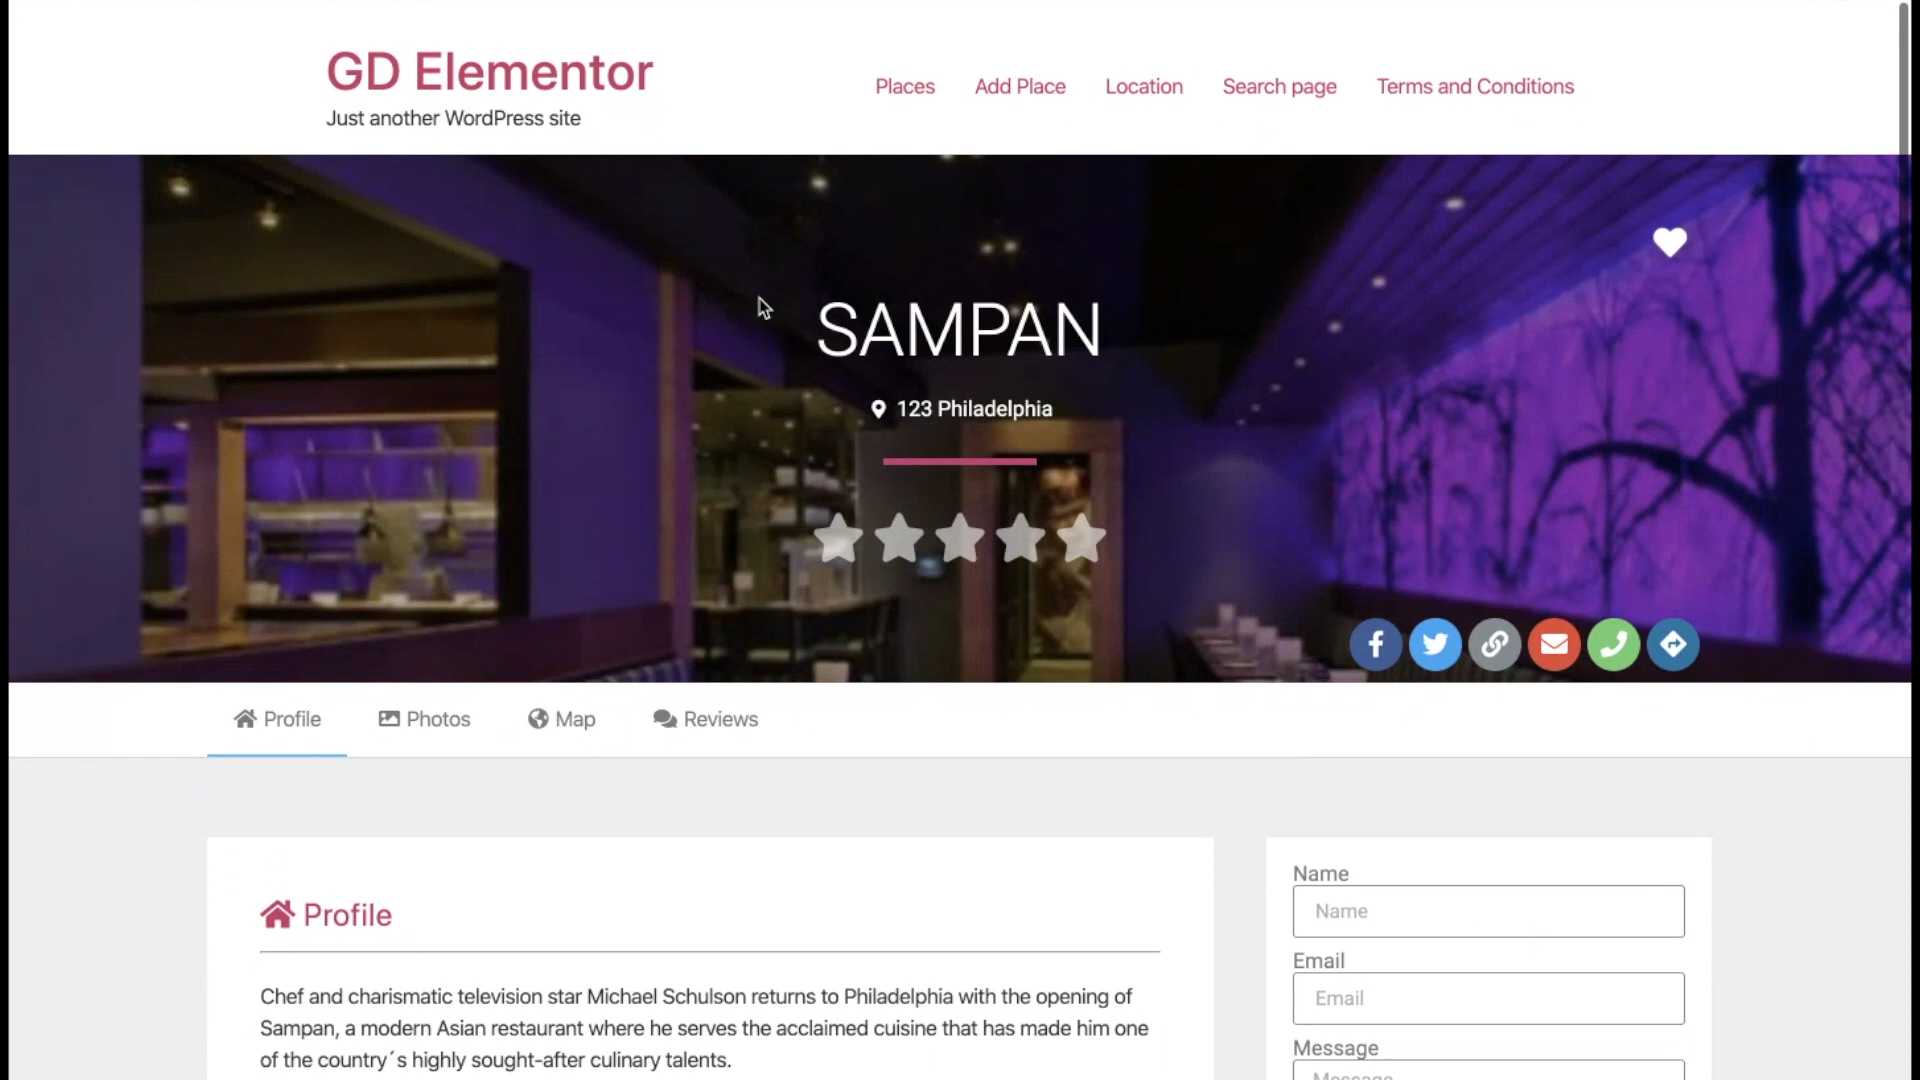 GD Elementor
Just another WordPress site
Places
Add Place
Location
Search page
Terms and Conditions
SAMPAN
123 Philadelphia
Profile
Photos
Map
Reviews
Profile
Chef and charismatic television star Michael Schulson returns to Philadelphia with the opening of
Sampan, a modern Asian restaurant where he serves the acclaimed cuisine that has made him one
of the country´s highly sought-after culinary talents.
Name
Name
Email
Email
Message
Message